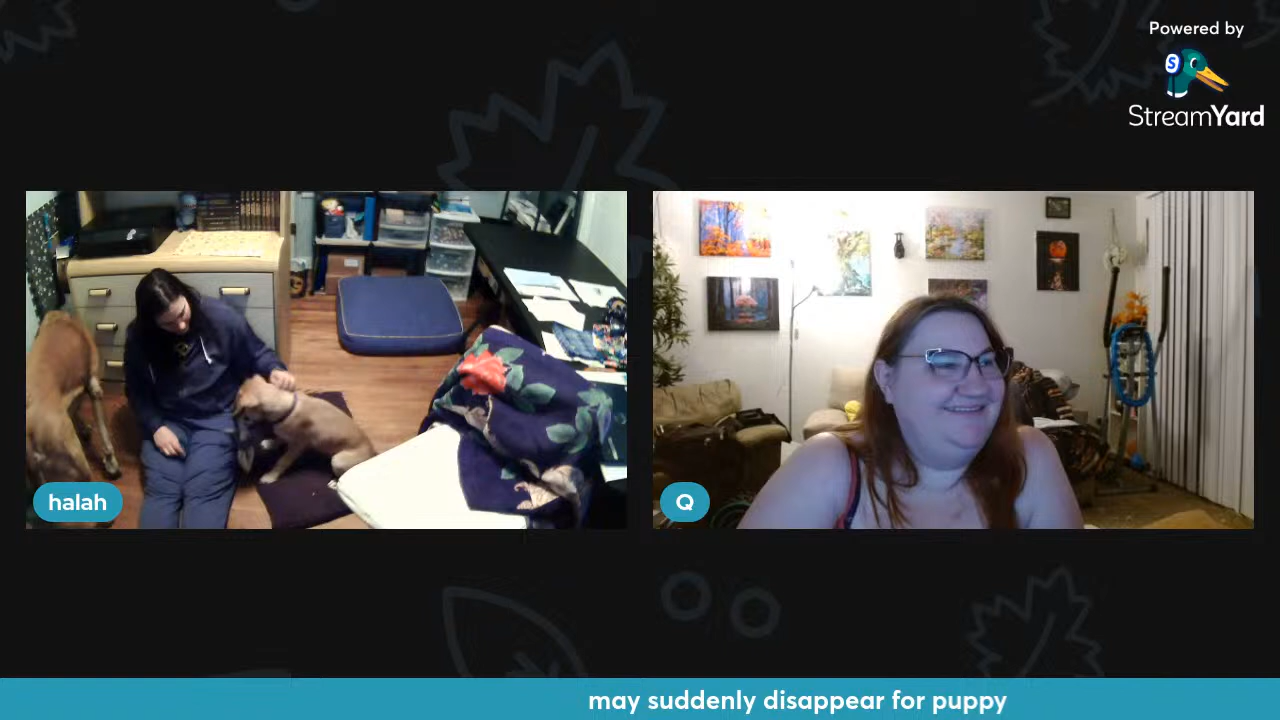 Powered by
S
StreamYard
halah
Q
may suddenly disappear for puppy